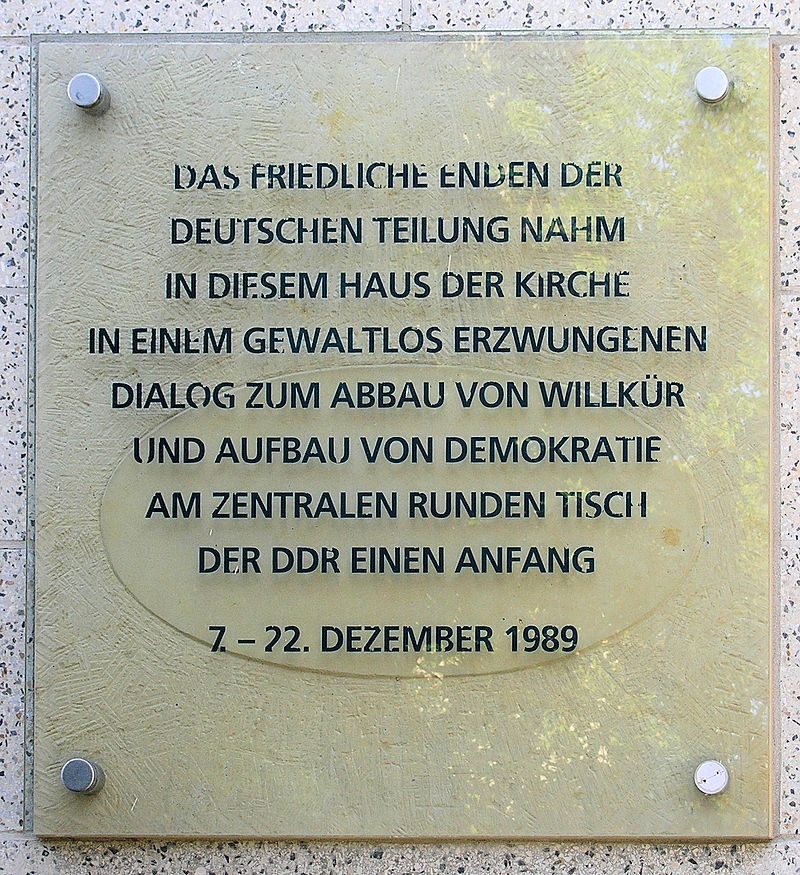 DAS FRIEDLICHE ENDEN DER
DEUTSCHEN TEILUNG NAHM
IN DIESEM HAUS DER KIRCHE
IN EINEM GEWALTLOS ERZWUNGENEN
DIALOG ZUM ABBAU VON WILLKÜR
UND AUFBAU VON DEMOKRATIE
AM ZENTRALEN RUNDEN TISCH
DER DDR EINEN ANFANG
7. – 22. DEZEMBER 1989